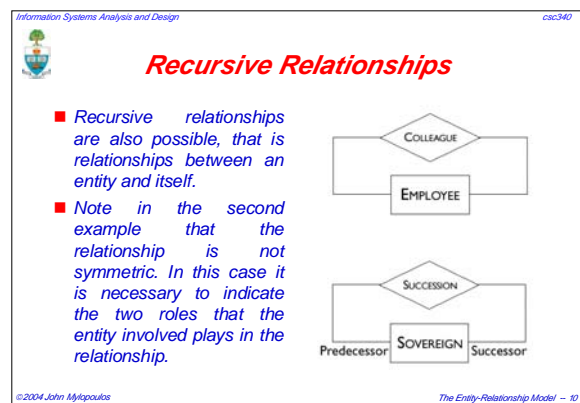 Information Systems Analysis and Design csc340
Recursive Relationships
Recursive relationships
are also possible, that is
relationships between an
entity and itself.
Note in the second
example that the
relationship is not
symmetric. In this case it
is necessary to indicate
the two roles that the
entity involved plays in the
relationship.
COLLEAGUE
EMPLOYEE
SUCCESSION
Predecessor SOVEREIGN Successor
©2004 John Mylopoulos The Entity-Relationship Model – 10